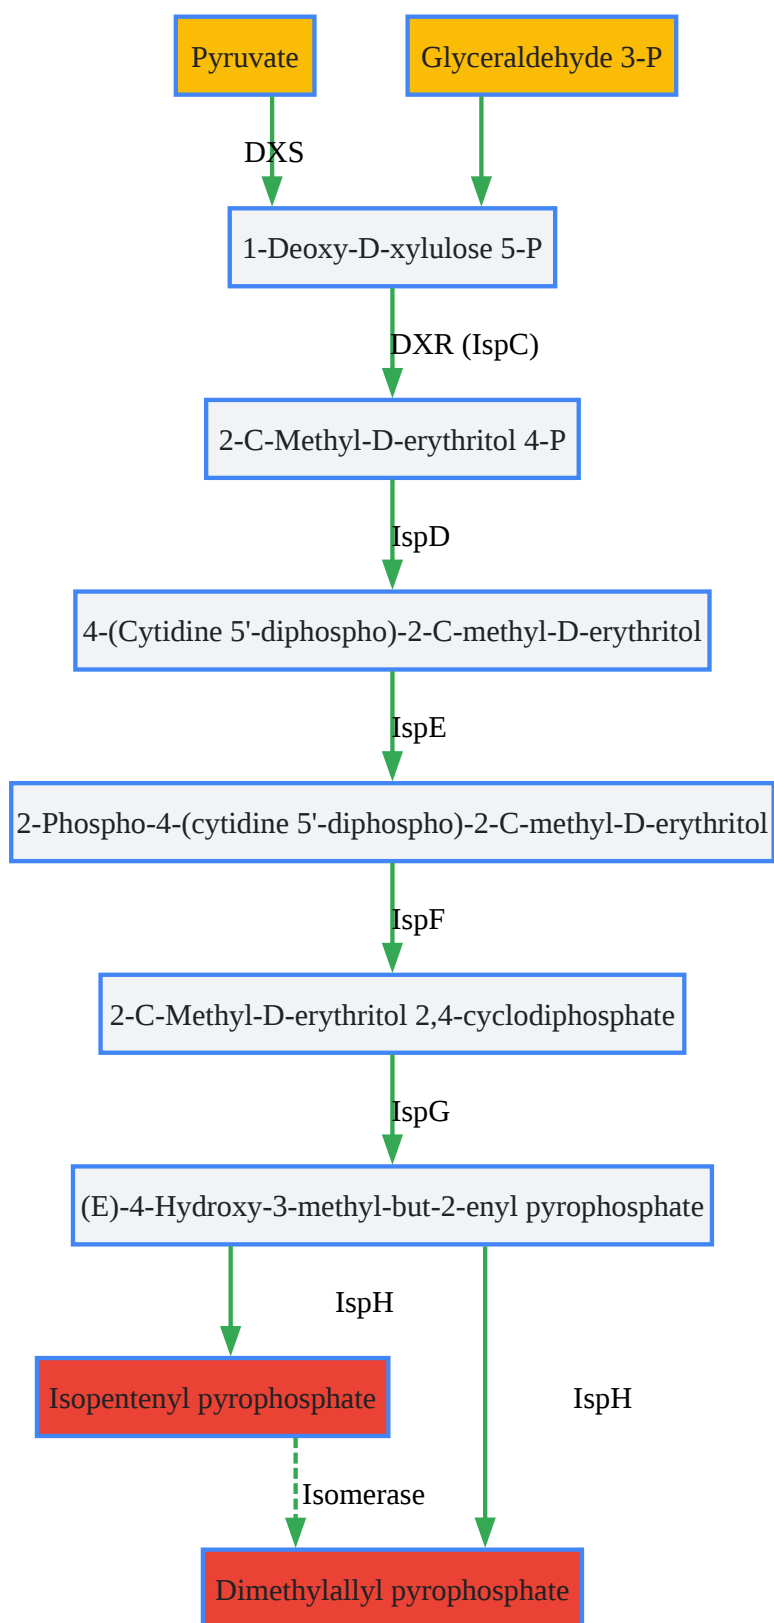 Pyruvate
Glyceraldehyde 3-P
DXS
1-Deoxy-D-xylulose 5-P
DXR (IspC)
2-C-Methyl-D-erythritol 4-P
IspD
4-(Cytidine 5'-diphospho)-2-C-methyl-D-erythritol
IspE
2-Phospho-4-(cytidine 5'-diphospho)-2-C-methyl-D-erythritol
IspF
2-C-Methyl-D-erythritol 2,4-cyclodiphosphate
IspG
(E)-4-Hydroxy-3-methyl-but-2-enyl pyrophosphate
IspH
Isopentenyl pyrophosphate
IspH
Isomerase
Dimethylallyl pyrophosphate